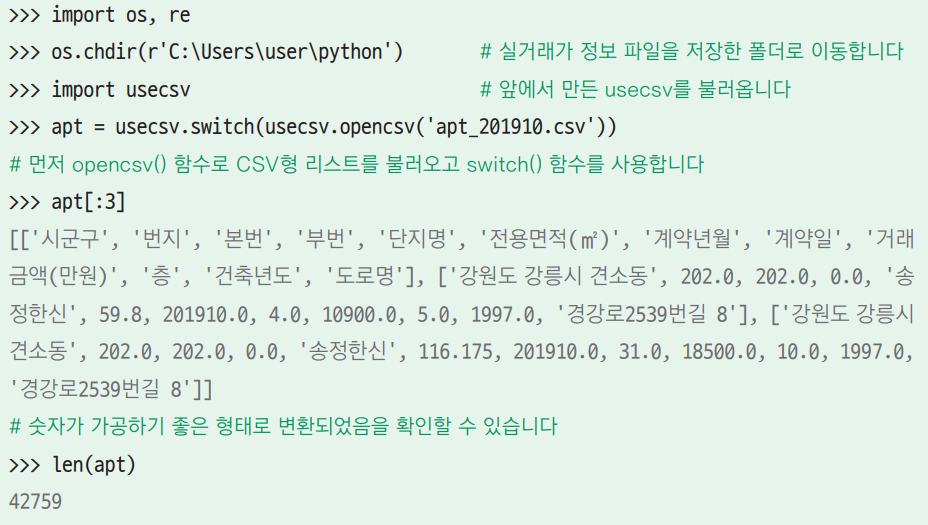 >>> import os, re
>>> os.chdir(r'C:\Users\user\python') # 실거래가 정보 파일을 저장한 폴더로 이동합니다
>>> import usecsv # 앞에서 만든 usecsv를 불러옵니다
>>> apt = usecsv.switch(usecsv.opencsv('apt_201910.csv'))
# 먼저 opencsv() 함수로 CSV형 리스트를 불러오고 switch() 함수를 사용합니다
>>> apt[:3]
[['시군구', '번지', '본번', '부번', '단지명', '전용면적(㎡)', '계약년월', '계약일', '거래
금액(만원)', '층', '건축년도', '도로명'], ['강원도 강릉시 견소동', 202.0, 202.0, 0.0, '송
정한신', 59.8, 201910.0, 4.0, 10900.0, 5.0, 1997.0, '경강로2539번길 8'], ['강원도 강릉시
견소동', 202.0, 202.0, 0.0, '송정한신', 116.175, 201910.0, 31.0, 18500.0, 10.0, 1997.0,
'경강로2539번길 8']]
# 숫자가 가공하기 좋은 형태로 변환되었음을 확인할 수 있습니다
>>> len(apt)
42759